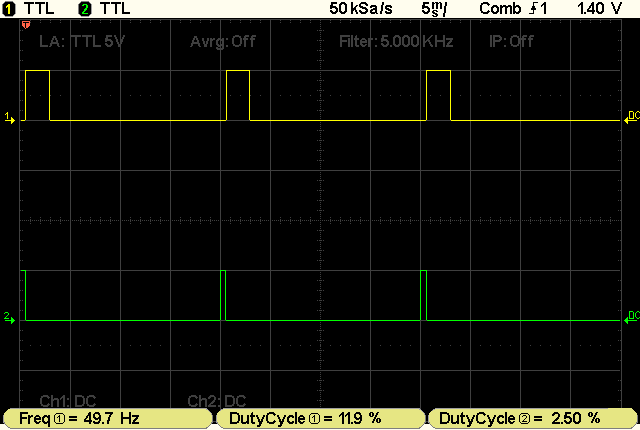 1 TTL 2 TTL 50 kSa/s 5ms/ Comb 1 1.40 V
T
LA: TTL 5V Avrg: Off Filter: 5.000 KHz IP: Off
1 DC
2 DC
Ch1: DC Ch2: DC
Freq 1 = 49.7 Hz DutyCycle 1 = 11.9 % DutyCycle 2 = 2.50 %